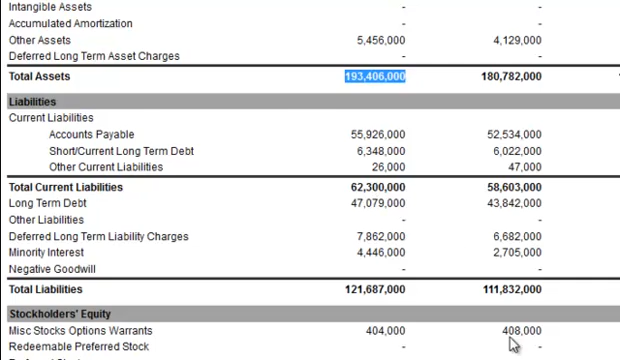 Intangible Assets - -
Accumulated Amortization - -
Other Assets 5,456,000 4,129,000
Deferred Long Term Asset Charges - -
Total Assets 193,406,000 180,782,000
Liabilities
Current Liabilities
Accounts Payable 55,926,000 52,534,000
Short/Current Long Term Debt 6,348,000 6,022,000
Other Current Liabilities 26,000 47,000
Total Current Liabilities 62,300,000 58,603,000
Long Term Debt 47,079,000 43,842,000
Other Liabilities - -
Deferred Long Term Liability Charges 7,862,000 6,682,000
Minority Interest 4,446,000 2,705,000
Negative Goodwill - -
Total Liabilities 121,687,000 111,832,000
Stockholders' Equity
Misc Stocks Options Warrants 404,000 408,000
Redeemable Preferred Stock - -